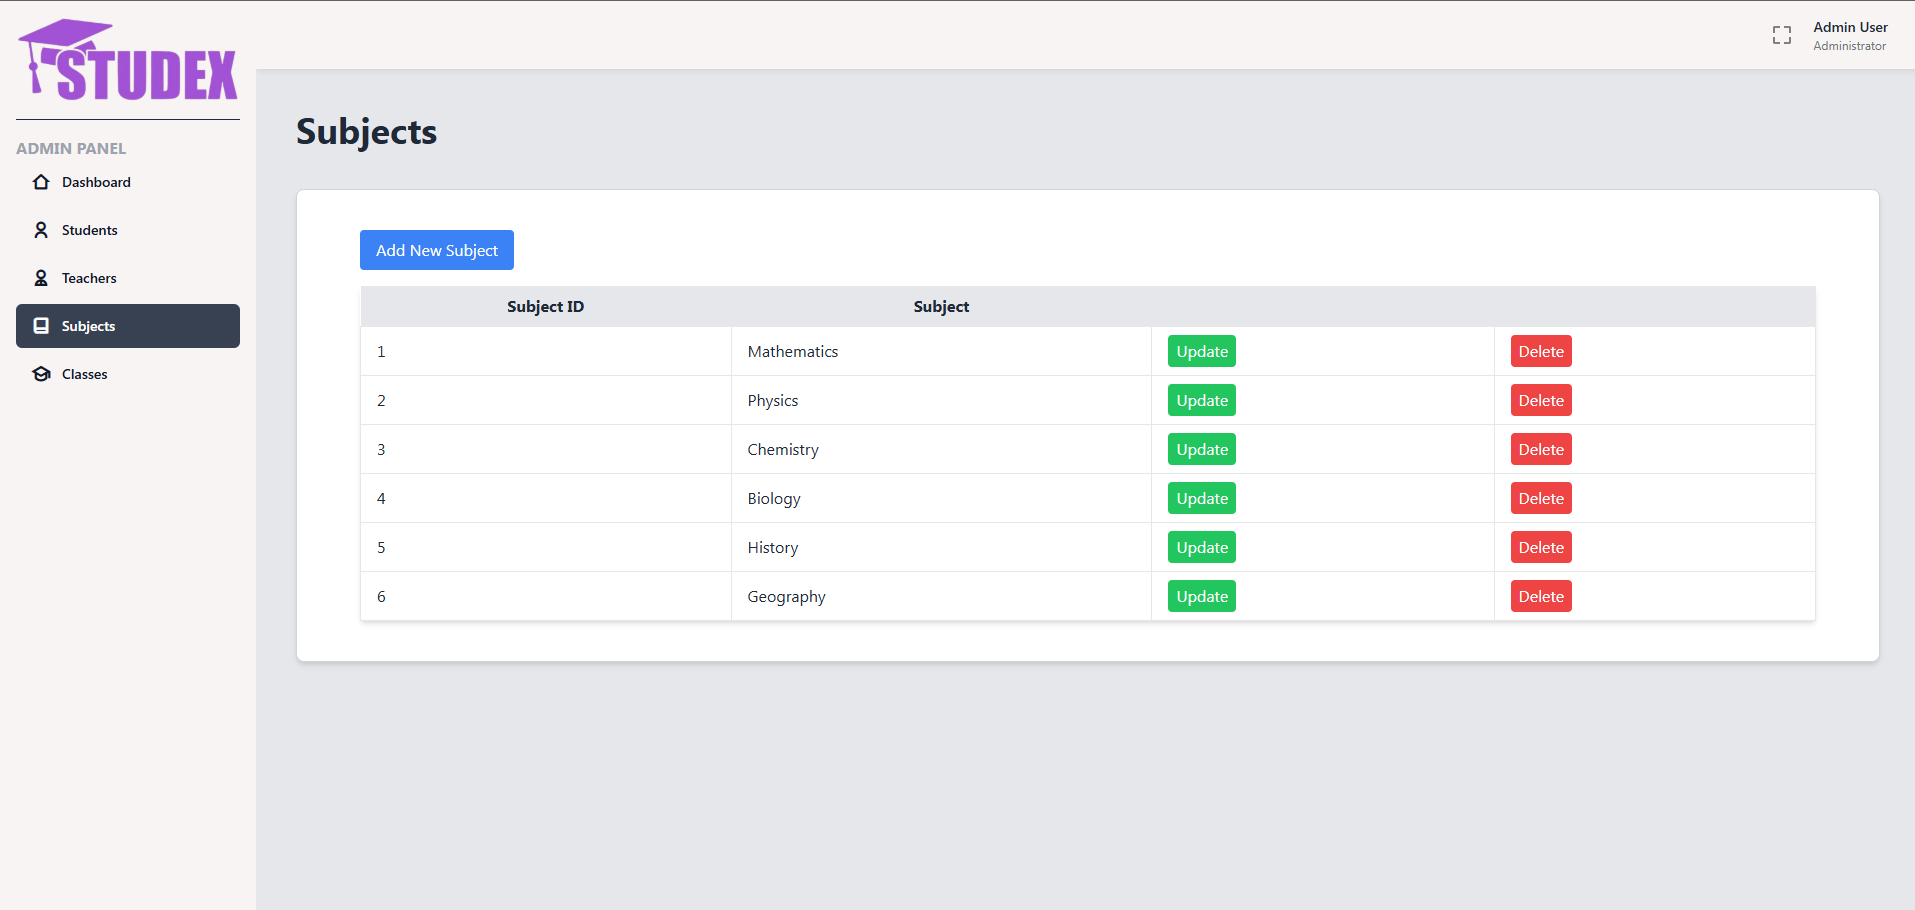 STUDEX
Admin User
Administrator
ADMIN PANEL
Dashboard
Students
Teachers
Subjects
Classes
Subjects
Add New Subject
Subject ID Subject
1 Mathematics Update Delete
2 Physics Update Delete
3 Chemistry Update Delete
4 Biology Update Delete
5 History Update Delete
6 Geography Update Delete